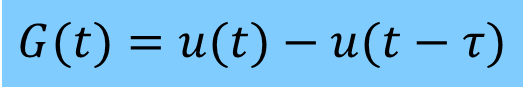 G(t) = u(t) − u(t − τ)